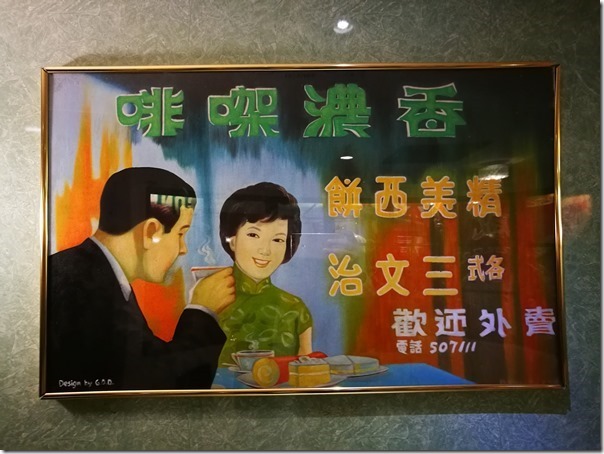 香濃㗎啡
精美西餅
各式三文治
歡迎外賣
電話 507111
Design by G.O.D.